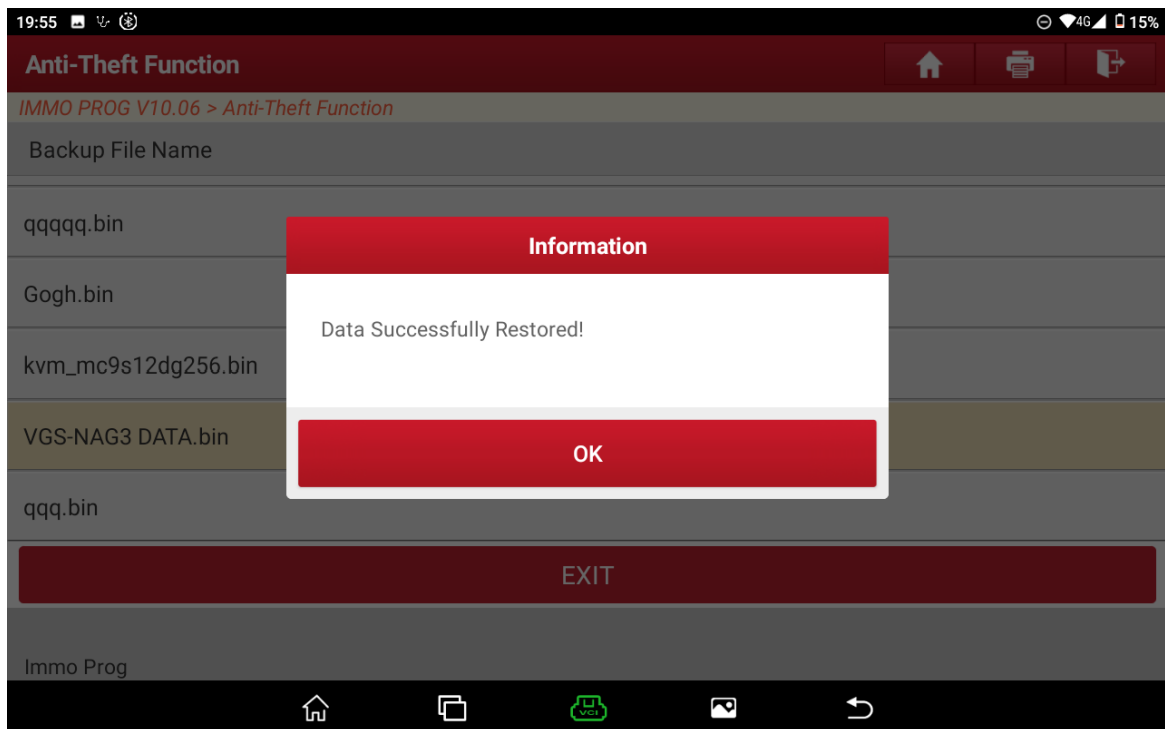 19:55 4G 15%
Anti-Theft Function
IMMO PROG V10.06 > Anti-Theft Function
Backup File Name
qqqqq.bin
Information
Gogh.bin
Data Successfully Restored!
kvm_mc9s12dg256.bin
VGS-NAG3 DATA.bin
OK
qqq.bin
EXIT
Immo Prog
VCI